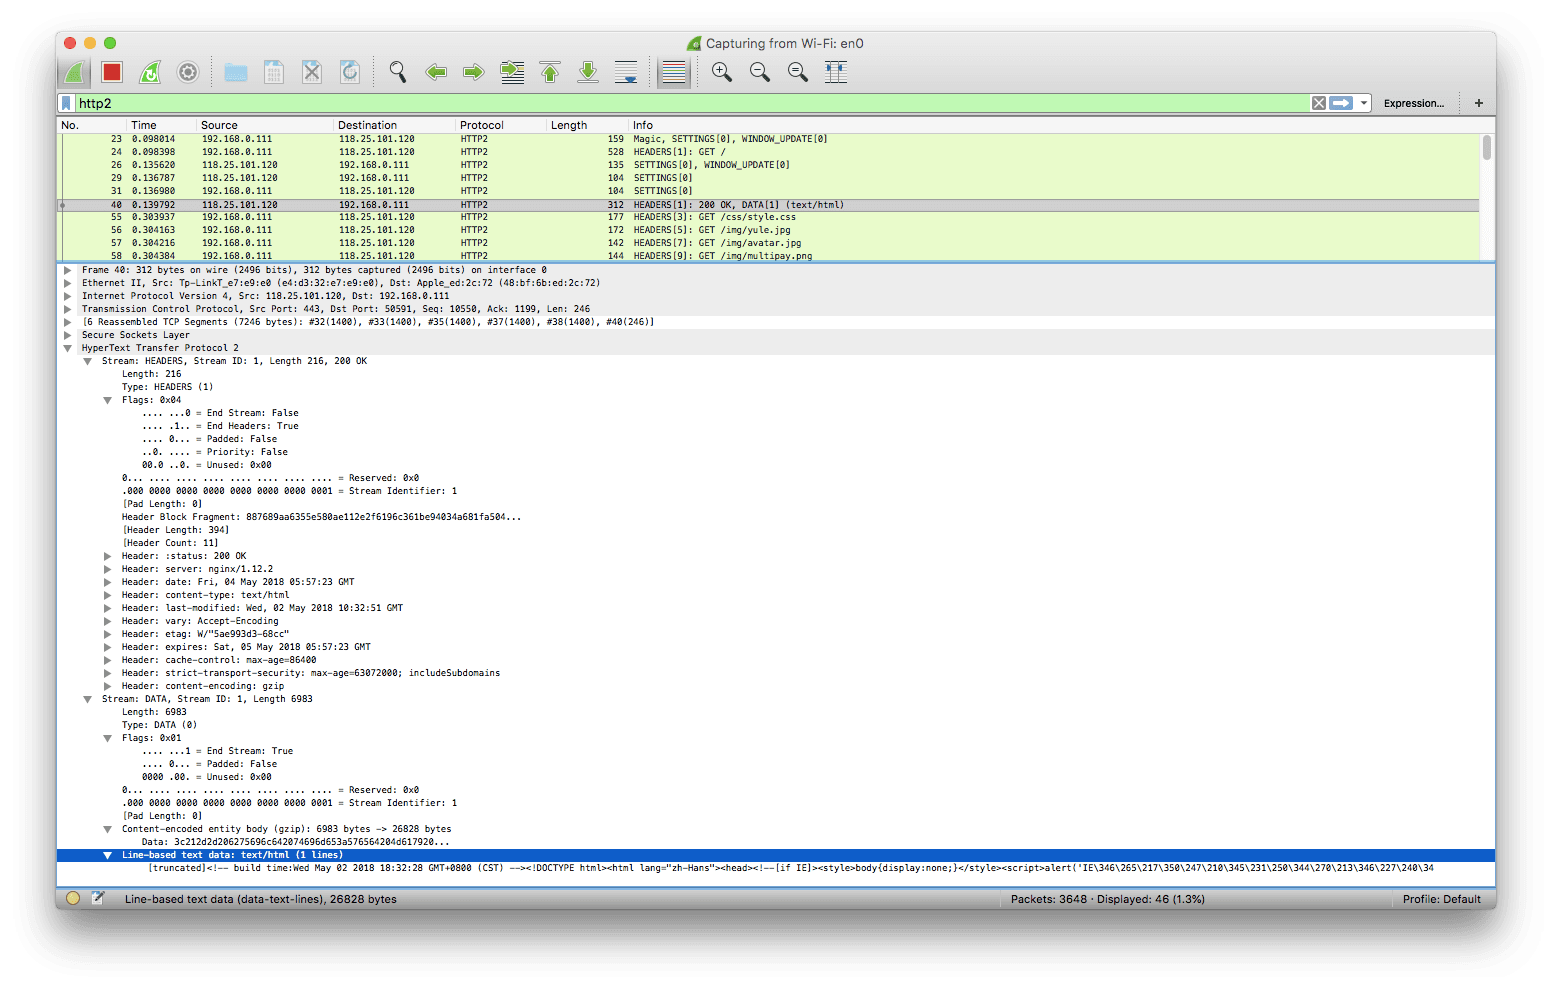 Capturing from Wi-Fi: en0
http2
Expression... +
No. Time Source Destination Protocol Length Info
23 0.098014 192.168.0.111 118.25.101.120 HTTP2 159 Magic, SETTINGS[0], WINDOW_UPDATE[0]
24 0.098398 192.168.0.111 118.25.101.120 HTTP2 528 HEADERS[1]: GET /
26 0.135620 118.25.101.120 192.168.0.111 HTTP2 135 SETTINGS[0], WINDOW_UPDATE[0]
29 0.136787 118.25.101.120 192.168.0.111 HTTP2 104 SETTINGS[0]
31 0.136980 192.168.0.111 118.25.101.120 HTTP2 104 SETTINGS[0]
40 0.139792 118.25.101.120 192.168.0.111 HTTP2 312 HEADERS[1]: 200 OK, DATA[1] (text/html)
55 0.303937 192.168.0.111 118.25.101.120 HTTP2 177 HEADERS[3]: GET /css/style.css
56 0.304163 192.168.0.111 118.25.101.120 HTTP2 172 HEADERS[5]: GET /img/yule.jpg
57 0.304216 192.168.0.111 118.25.101.120 HTTP2 142 HEADERS[7]: GET /img/avatar.jpg
58 0.304384 192.168.0.111 118.25.101.120 HTTP2 144 HEADERS[9]: GET /img/multipay.png
Frame 40: 312 bytes on wire (2496 bits), 312 bytes captured (2496 bits) on interface 0
Ethernet II, Src: Tp-LinkT_e7:e9:e0 (e4:d3:32:e7:e9:e0), Dst: Apple_ed:2c:72 (48:bf:6b:ed:2c:72)
Internet Protocol Version 4, Src: 118.25.101.120, Dst: 192.168.0.111
Transmission Control Protocol, Src Port: 443, Dst Port: 50591, Seq: 10550, Ack: 1199, Len: 246
[6 Reassembled TCP Segments (7246 bytes): #32(1400), #33(1400), #35(1400), #37(1400), #38(1400), #40(246)]
Secure Sockets Layer
HyperText Transfer Protocol 2
Stream: HEADERS, Stream ID: 1, Length 216, 200 OK
Length: 216
Type: HEADERS (1)
Flags: 0x04
.... ...0 = End Stream: False
.... .1.. = End Headers: True
.... 0... = Padded: False
..0. .... = Priority: False
00.0 ..0. = Unused: 0x00
0... .... .... .... .... .... .... .... = Reserved: 0x0
.000 0000 0000 0000 0000 0000 0000 0001 = Stream Identifier: 1
[Pad Length: 0]
Header Block Fragment: 887689aa6355e580ae112e2f6196c361be94034a681fa504...
[Header Length: 394]
[Header Count: 11]
Header: :status: 200 OK
Header: server: nginx/1.12.2
Header: date: Fri, 04 May 2018 05:57:23 GMT
Header: content-type: text/html
Header: last-modified: Wed, 02 May 2018 10:32:51 GMT
Header: vary: Accept-Encoding
Header: etag: W/"5ae993d3-68cc"
Header: expires: Sat, 05 May 2018 05:57:23 GMT
Header: cache-control: max-age=86400
Header: strict-transport-security: max-age=63072000; includeSubdomains
Header: content-encoding: gzip
Stream: DATA, Stream ID: 1, Length 6983
Length: 6983
Type: DATA (0)
Flags: 0x01
.... ...1 = End Stream: True
.... 0... = Padded: False
0000 .00. = Unused: 0x00
0... .... .... .... .... .... .... .... = Reserved: 0x0
.000 0000 0000 0000 0000 0000 0000 0001 = Stream Identifier: 1
[Pad Length: 0]
Content-encoded entity body (gzip): 6983 bytes -> 26828 bytes
Data: 3c212d2d206275696c642074696d653a576564204d617920...
Line-based text data: text/html (1 lines)
[truncated]<!-- build time:Wed May 02 2018 18:32:28 GMT+0800 (CST) --><!DOCTYPE html><html lang="zh-Hans"><head><!--[if IE]><style>body{display:none;}</style><script>alert('IE\346\265\217\350\247\210\345\231\250\344\270\213\346\227\240\34
Line-based text data (data-text-lines), 26828 bytes
Packets: 3648 · Displayed: 46 (1.3%)
Profile: Default